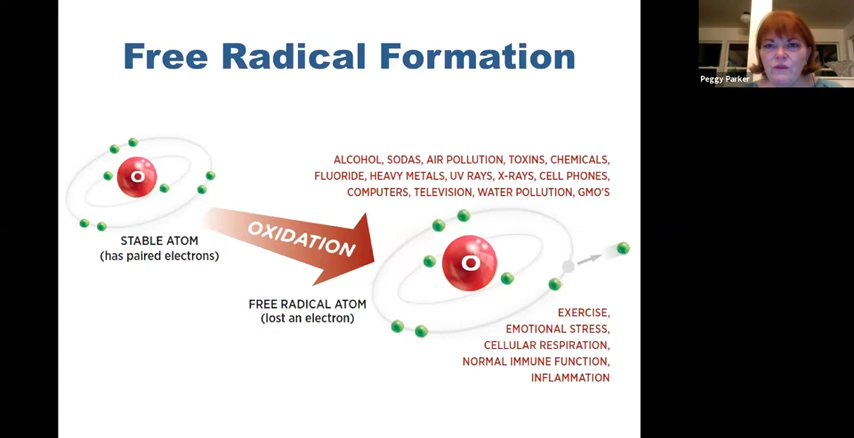 Free Radical Formation
Peggy Parker
ALCOHOL, SODAS, AIR POLLUTION, TOXINS, CHEMICALS,
FLUORIDE, HEAVY METALS, UV RAYS, X-RAYS, CELL PHONES,
COMPUTERS, TELEVISION, WATER POLLUTION, GMO'S
O
STABLE ATOM
(has paired electrons)
OXIDATION
O
FREE RADICAL ATOM
(lost an electron)
EXERCISE,
EMOTIONAL STRESS,
CELLULAR RESPIRATION,
NORMAL IMMUNE FUNCTION,
INFLAMMATION